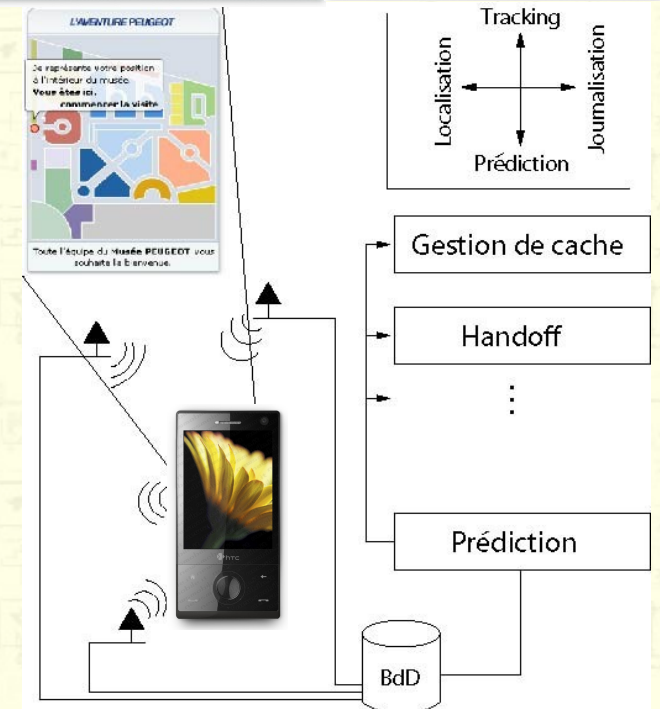 L'AVENTURE PEUGEOT
Je représente votre position
à l'intérieur du musée.
Vous êtes ici.
commencer la visite
Toute l'équipe du Musée PEUGEOT vous
souhaite la bienvenue.
Tracking
Localisation
Journalisation
Prédiction
Gestion de cache
Handoff
⋮
Prédiction
htc
BdD